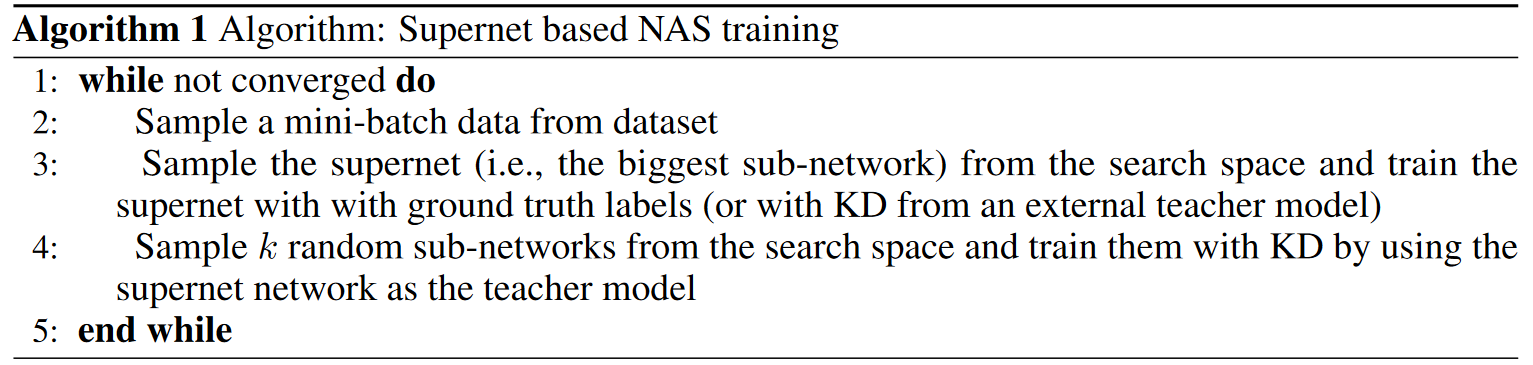 Algorithm 1 Algorithm: Supernet based NAS training
1: while not converged do
2: Sample a mini-batch data from dataset
3: Sample the supernet (i.e., the biggest sub-network) from the search space and train the
supernet with with ground truth labels (or with KD from an external teacher model)
4: Sample k random sub-networks from the search space and train them with KD by using the
supernet network as the teacher model
5: end while